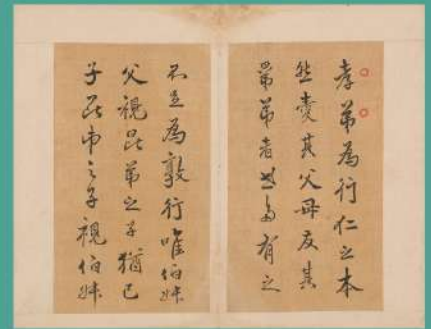 孝弟為行仁之本
然愛其父母友其
昆弟者世多有之
不足為敦行唯伯叔
父視昆弟之子猶己
子昆弟之子視伯叔